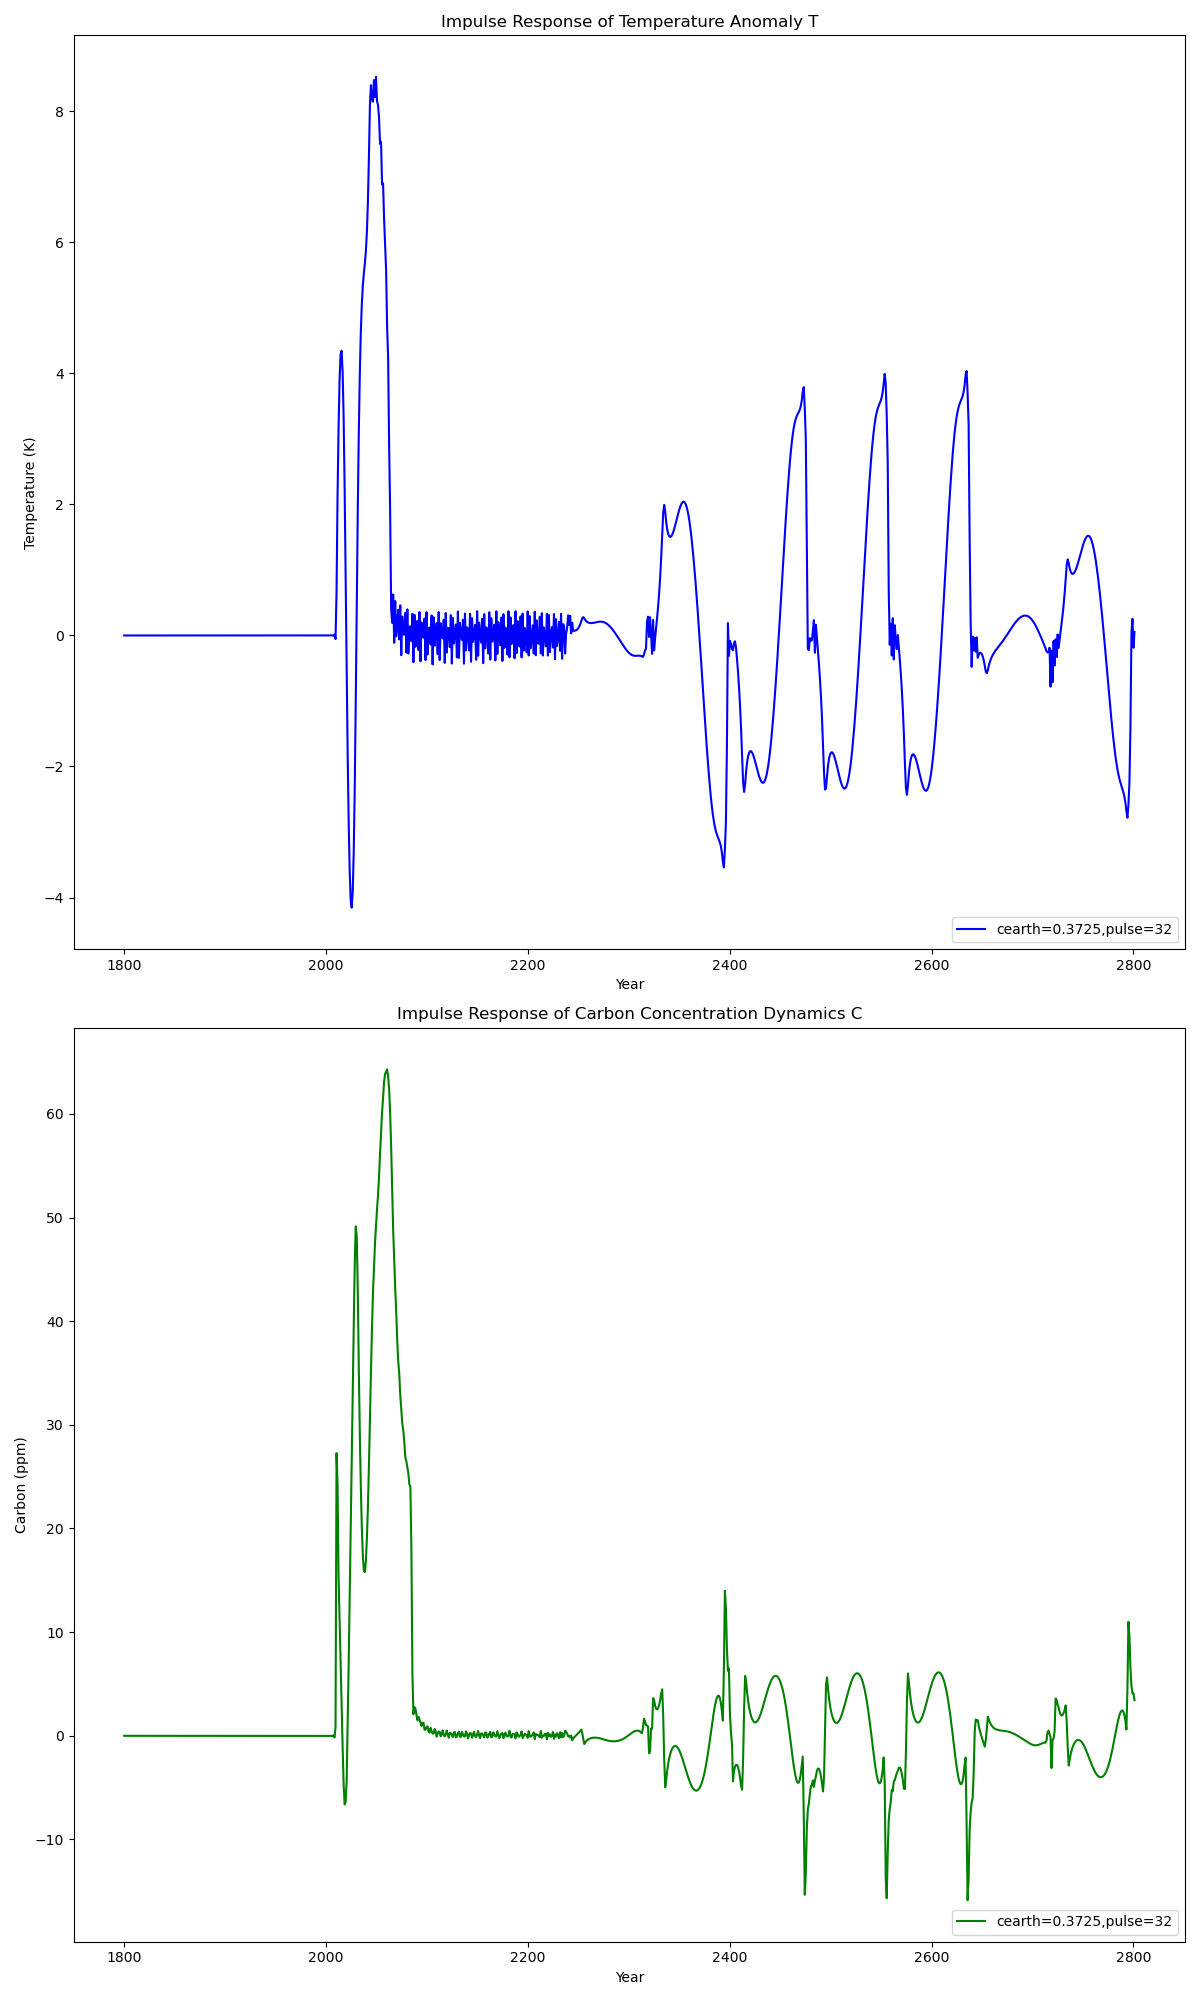 Impulse Response of Temperature Anomaly T
8
6
4
2
0
−2
−4
Temperature (K)
1800 2000 2200 2400 2600 2800
Year
cearth=0.3725,pulse=32
Impulse Response of Carbon Concentration Dynamics C
60
50
40
30
20
10
0
−10
Carbon (ppm)
1800 2000 2200 2400 2600 2800
Year
cearth=0.3725,pulse=32